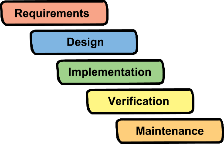 Requirements
Design
Implementation
Verification
Maintenance